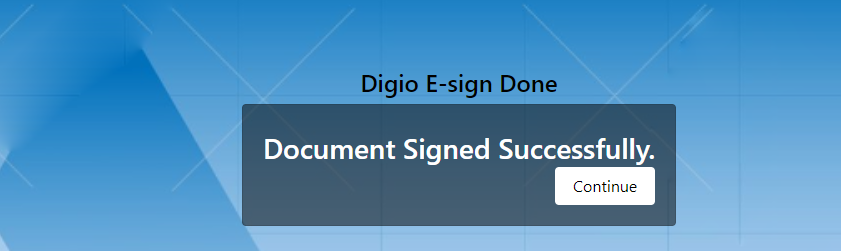 Digio E-sign Done
Document Signed Successfully.
Continue